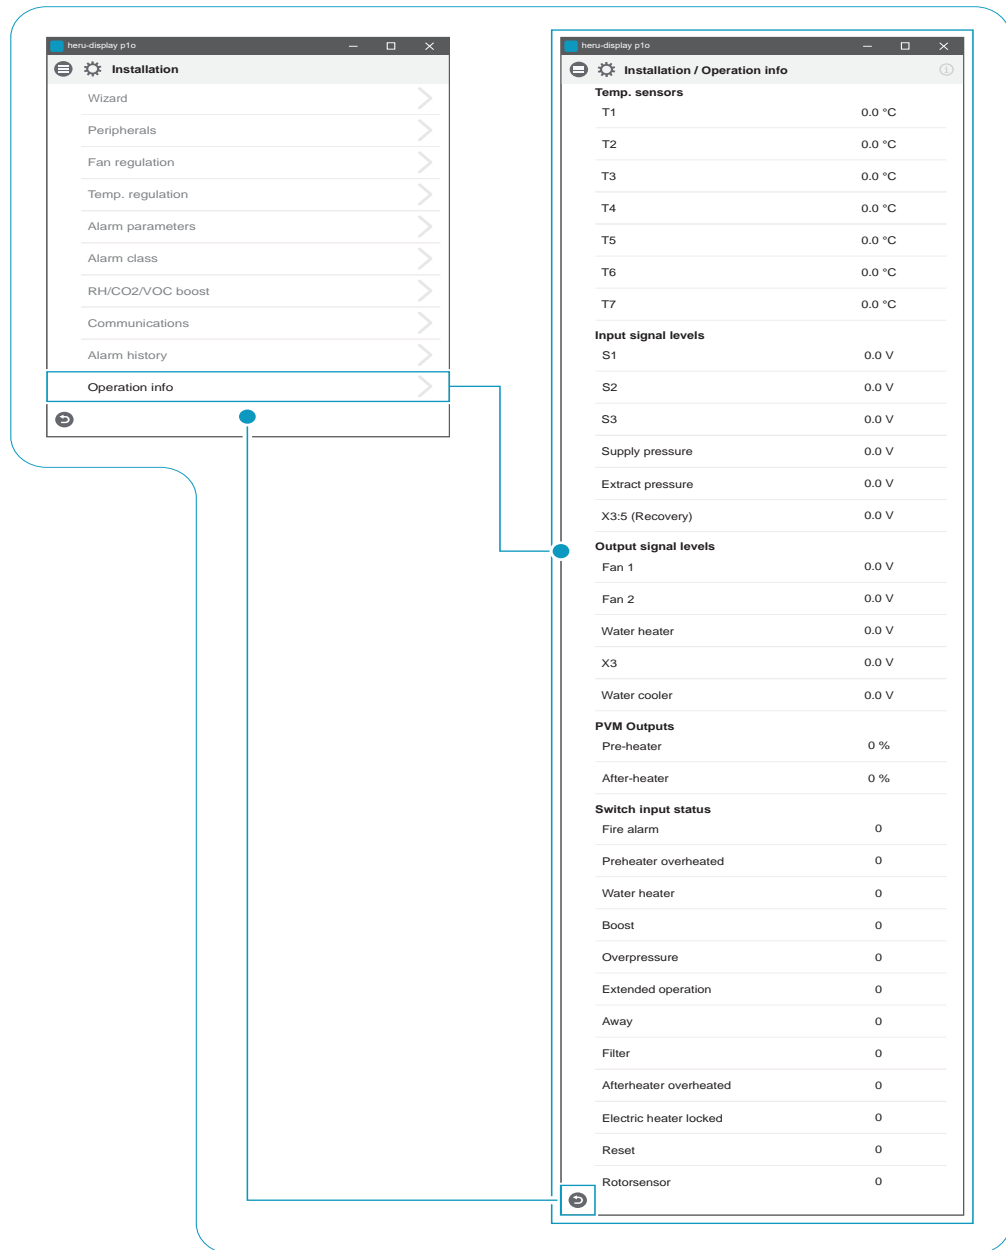 heru-display p1o
Installation
Wizard
Peripherals
Fan regulation
Temp. regulation
Alarm parameters
Alarm class
RH/CO2/VOC boost
Communications
Alarm history
Operation info
heru-display p1o
Installation / Operation info
Temp. sensors
T1 0.0 °C
T2 0.0 °C
T3 0.0 °C
T4 0.0 °C
T5 0.0 °C
T6 0.0 °C
T7 0.0 °C
Input signal levels
S1 0.0 V
S2 0.0 V
S3 0.0 V
Supply pressure 0.0 V
Extract pressure 0.0 V
X3:5 (Recovery) 0.0 V
Output signal levels
Fan 1 0.0 V
Fan 2 0.0 V
Water heater 0.0 V
X3 0.0 V
Water cooler 0.0 V
PVM Outputs
Pre-heater 0 %
After-heater 0 %
Switch input status
Fire alarm 0
Preheater overheated 0
Water heater 0
Boost 0
Overpressure 0
Extended operation 0
Away 0
Filter 0
Afterheater overheated 0
Electric heater locked 0
Reset 0
Rotorsensor 0